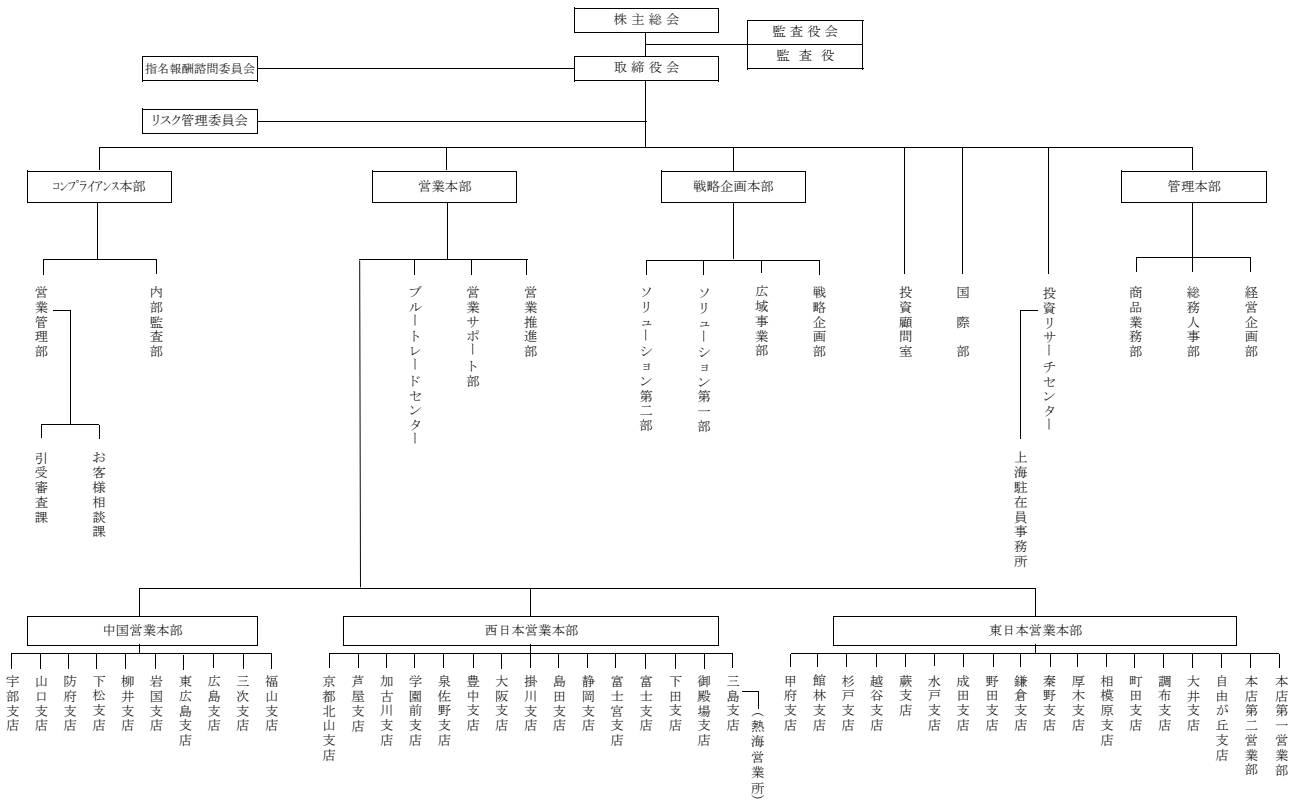 株主総会
監査役会
監査役
指名報酬諮問委員会
取締役会
リスク管理委員会
コンプライアンス本部
営業本部
戦略企画本部
管理本部
営業管理部
内部監査部
ブルートレードセンター
営業サポート部
営業推進部
ソリューション第二部
ソリューション第一部
広域事業部
戦略企画部
投資顧問室
国際部
投資リサーチセンター
商品業務部
総務人事部
経営企画部
引受審査課
お客様相談課
上海駐在員事務所
中国営業本部
西日本営業本部
東日本営業本部
宇部支店
山口支店
防府支店
下松支店
柳井支店
岩国支店
東広島支店
広島支店
三次支店
福山支店
京都北山支店
芦屋支店
加古川支店
学園前支店
泉佐野支店
豊中支店
大阪支店
掛川支店
島田支店
静岡支店
富士宮支店
富士支店
下田支店
御殿場支店
三島支店
(熱海営業所)
甲府支店
館林支店
杉戸支店
越谷支店
蕨支店
水戸支店
成田支店
野田支店
鎌倉支店
秦野支店
厚木支店
相模原支店
町田支店
調布支店
大井支店
自由が丘支店
本店第二営業部
本店第一営業部